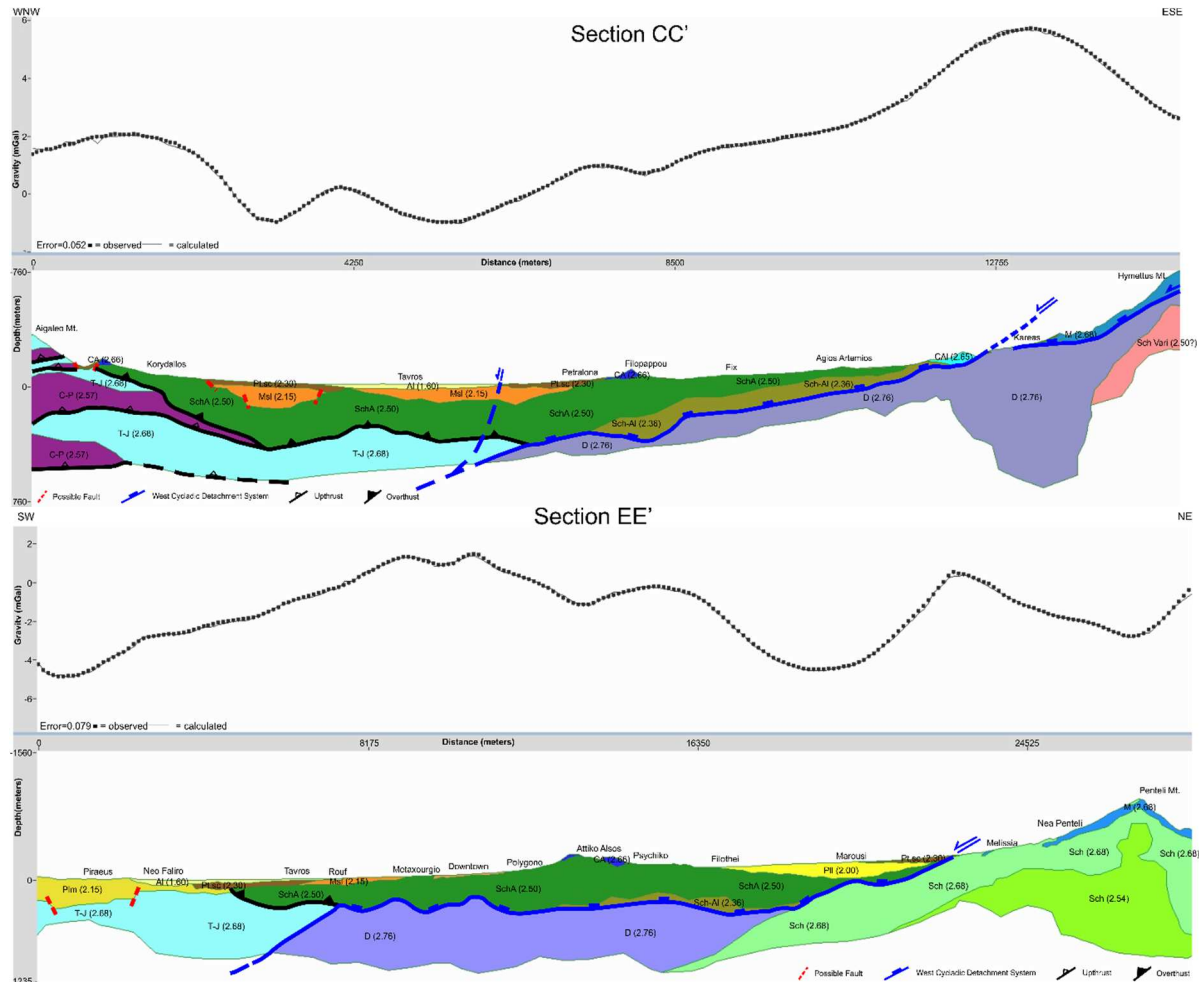 WNW
ESE
Section CC'
6
4
2
0
Gravity (mGal)
Error=0.052 = observed = calculated
0 4250 8500 12755
Distance (meters)
-760
0
760
Depth(meters)
Aigaleo Mt.
Korydallos
Tavros
Petralona
Filopappou
Fix
Agios Artemios
Kareas
Hymettus Mt.
CA (2.66)
T-J (2.68)
C-P (2.57)
T-J (2.68)
C-P (2.57)
SchA (2.50)
Pt.sc (2.30)
Msl (2.15)
SchA (2.50)
Al (1.60)
Msl (2.15)
T-J (2.68)
Pt.sc (2.30)
CA (2.66)
SchA (2.50)
Sch-Al (2.36)
D (2.76)
SchA (2.50)
Sch-Al (2.36)
D (2.76)
CAl (2.65)
D (2.76)
M (2.68)
Sch Vari (2.50?)
Possible Fault West Cycladic Detachment System Upthrust Overthust
SW
NE
Section EE'
2
0
-2
-4
-6
Gravity (mGal)
Error=0.079 = observed = calculated
0 8175 16350 24525
Distance (meters)
-1560
0
1235
Depth(meters)
Piraeus
Neo Faliro
Tavros
Rouf
Motaxourgio
Downtown
Polygono
Attiko Alsos
Psychiko
Filothei
Marousi
Melissia
Nea Penteli
Penteli Mt.
Plm (2.15)
T-J (2.68)
Al (1.60)
Pt.sc (2.30)
T-J (2.68)
SchA (2.50)
Msl (2.15)
D (2.76)
SchA (2.50)
CA (2.66)
D (2.76)
Sch-Al (2.36)
SchA (2.50)
Pll (2.00)
Pt.sc (2.30)
Sch (2.68)
Sch (2.68)
Sch (2.68)
M (2.68)
Sch (2.68)
Sch (2.54)
Possible Fault West Cycladic Detachment System Upthrust Overthust